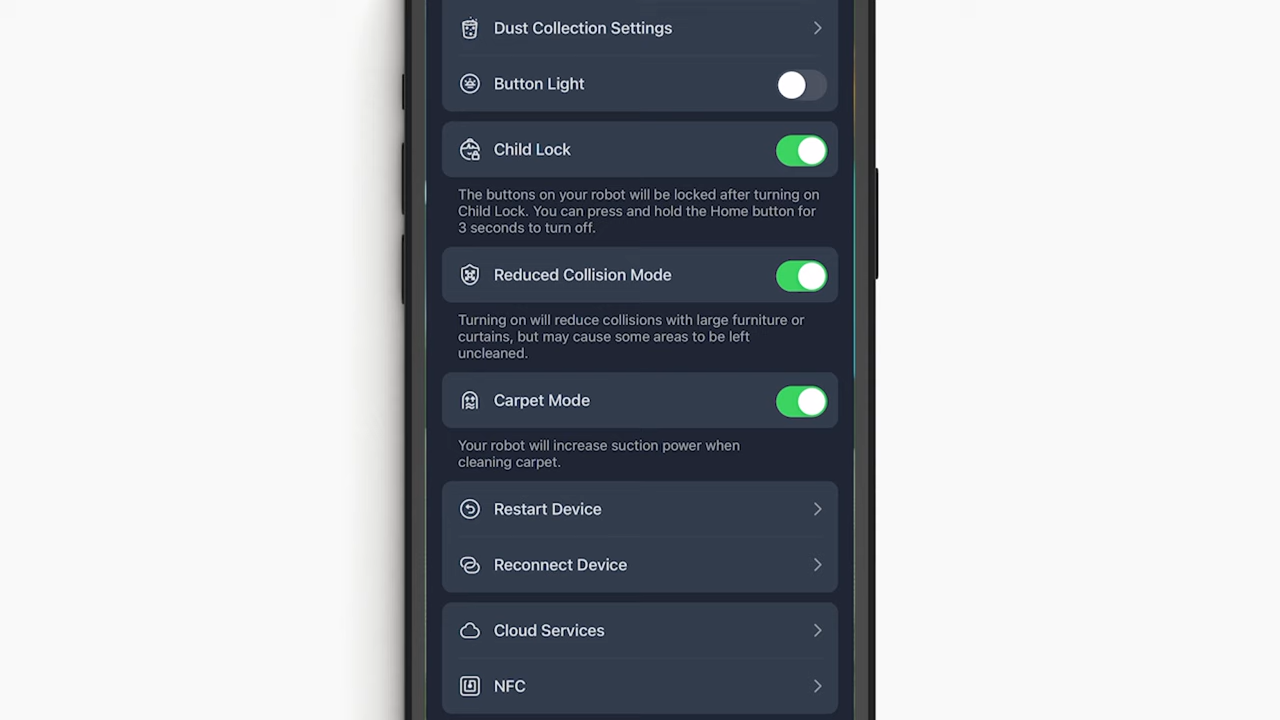 Dust Collection Settings
Button Light
Child Lock
The buttons on your robot will be locked after turning on
Child Lock. You can press and hold the Home button for
3 seconds to turn off.
Reduced Collision Mode
Turning on will reduce collisions with large furniture or
curtains, but may cause some areas to be left
uncleaned.
Carpet Mode
Your robot will increase suction power when
cleaning carpet.
Restart Device
Reconnect Device
Cloud Services
NFC